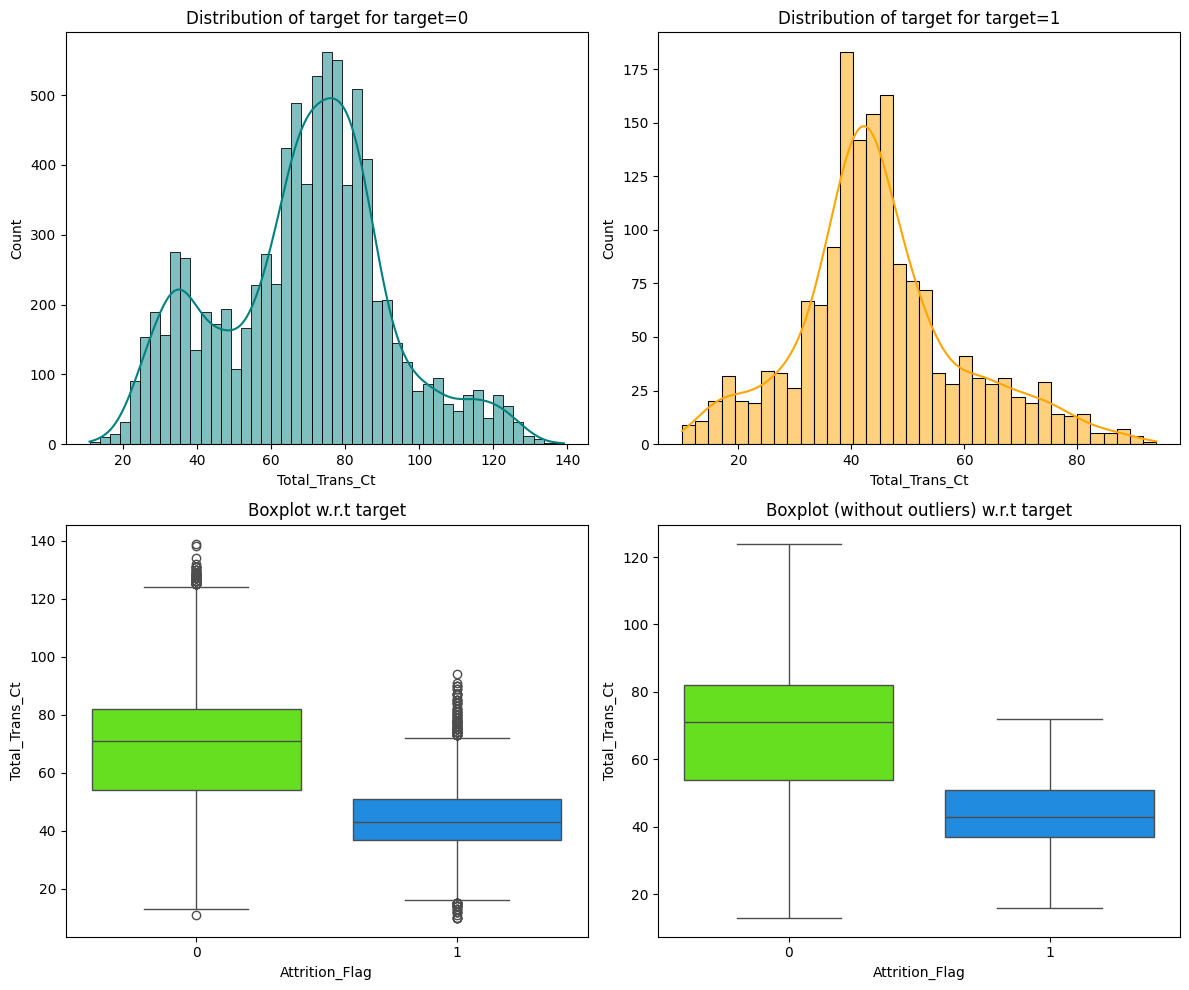 Distribution of target for target=0
Count
500
400
300
200
100
0
20 40 60 80 100 120 140
Total_Trans_Ct
Distribution of target for target=1
Count
175
150
125
100
75
50
25
0
20 40 60 80
Total_Trans_Ct
Boxplot w.r.t target
Total_Trans_Ct
140
120
100
80
60
40
20
0 1
Attrition_Flag
Boxplot (without outliers) w.r.t target
Total_Trans_Ct
120
100
80
60
40
20
0 1
Attrition_Flag